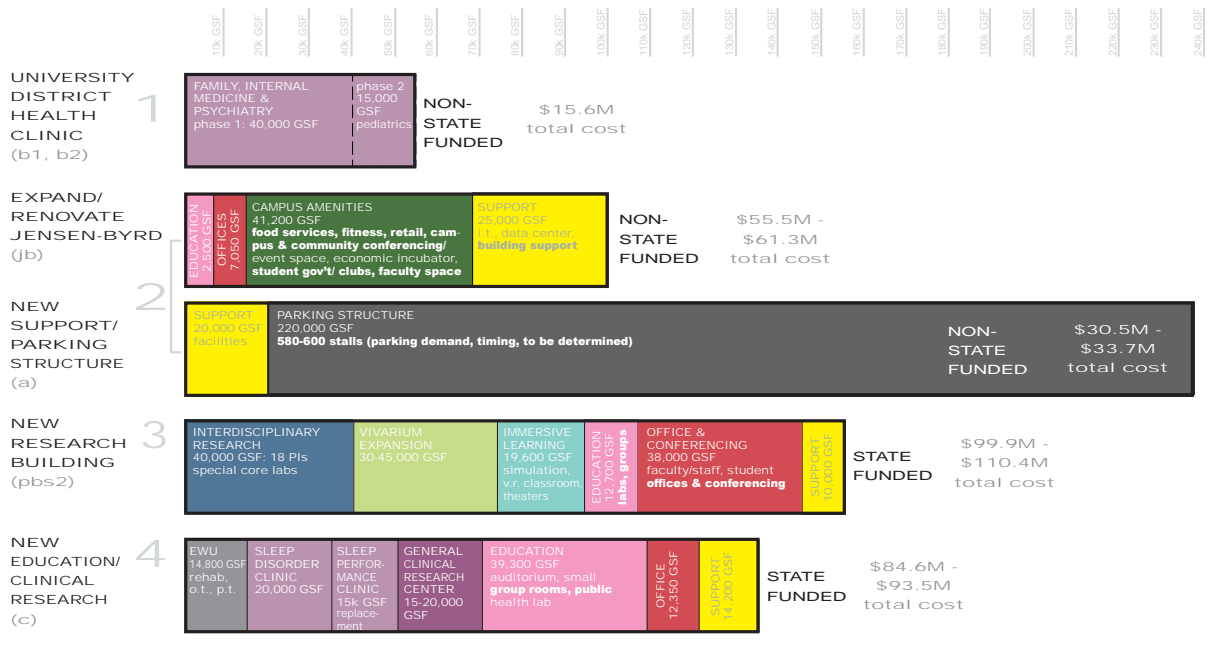 10k GSF
20k GSF
30k GSF
40k GSF
50k GSF
60k GSF
70k GSF
80k GSF
90k GSF
100k GSF
110k GSF
120k GSF
130k GSF
140k GSF
150k GSF
160k GSF
170k GSF
180k GSF
190k GSF
200k GSF
210k GSF
220k GSF
230k GSF
240k GSF
UNIVERSITY
DISTRICT
HEALTH
CLINIC
(b1, b2)
1
FAMILY, INTERNAL
MEDICINE &
PSYCHIATRY
phase 1: 40,000 GSF
phase 2
15,000
GSF
pediatrics
NON-
STATE
FUNDED
$15.6M
total cost
EXPAND/
RENOVATE
JENSEN-BYRD
(jb)
2
EDUCATION
2,500 GSF
OFFICES
7,050 GSF
CAMPUS AMENITIES
41,200 GSF
food services, fitness, retail, cam-
pus & community conferencing/
event space, economic incubator,
student gov't/ clubs, faculty space
SUPPORT
25,000 GSF
i.t., data center,
building support
NON-
STATE
FUNDED
$55.5M -
$61.3M
total cost
NEW
SUPPORT/
PARKING
STRUCTURE
(a)
SUPPORT
20,000 GSF
facilities
PARKING STRUCTURE
220,000 GSF
580-600 stalls (parking demand, timing, to be determined)
NON-
STATE
FUNDED
$30.5M -
$33.7M
total cost
NEW
RESEARCH
BUILDING
(pbs2)
3
INTERDISCIPLINARY
RESEARCH
40,000 GSF: 18 PIs
special core labs
VIVARIUM
EXPANSION
30-45,000 GSF
IMMERSIVE
LEARNING
19,600 GSF
simulation,
v.r. classroom,
theaters
EDUCATION
12,700 GSF
labs, groups
OFFICE &
CONFERENCING
38,000 GSF
faculty/staff, student
offices & conferencing
SUPPORT
10,000 GSF
STATE
FUNDED
$99.9M -
$110.4M
total cost
NEW
EDUCATION/
CLINICAL
RESEARCH
(c)
4
EWU
14,800 GSF
rehab,
o.t., p.t.
SLEEP
DISORDER
CLINIC
20,000 GSF
SLEEP
PERFOR-
MANCE
CLINIC
15k GSF
replace-
ment
GENERAL
CLINICAL
RESEARCH
CENTER
15-20,000
GSF
EDUCATION
39,300 GSF
auditorium, small
group rooms, public
health lab
OFFICE
12,350 GSF
SUPPORT
14,200 GSF
STATE
FUNDED
$84.6M -
$93.5M
total cost